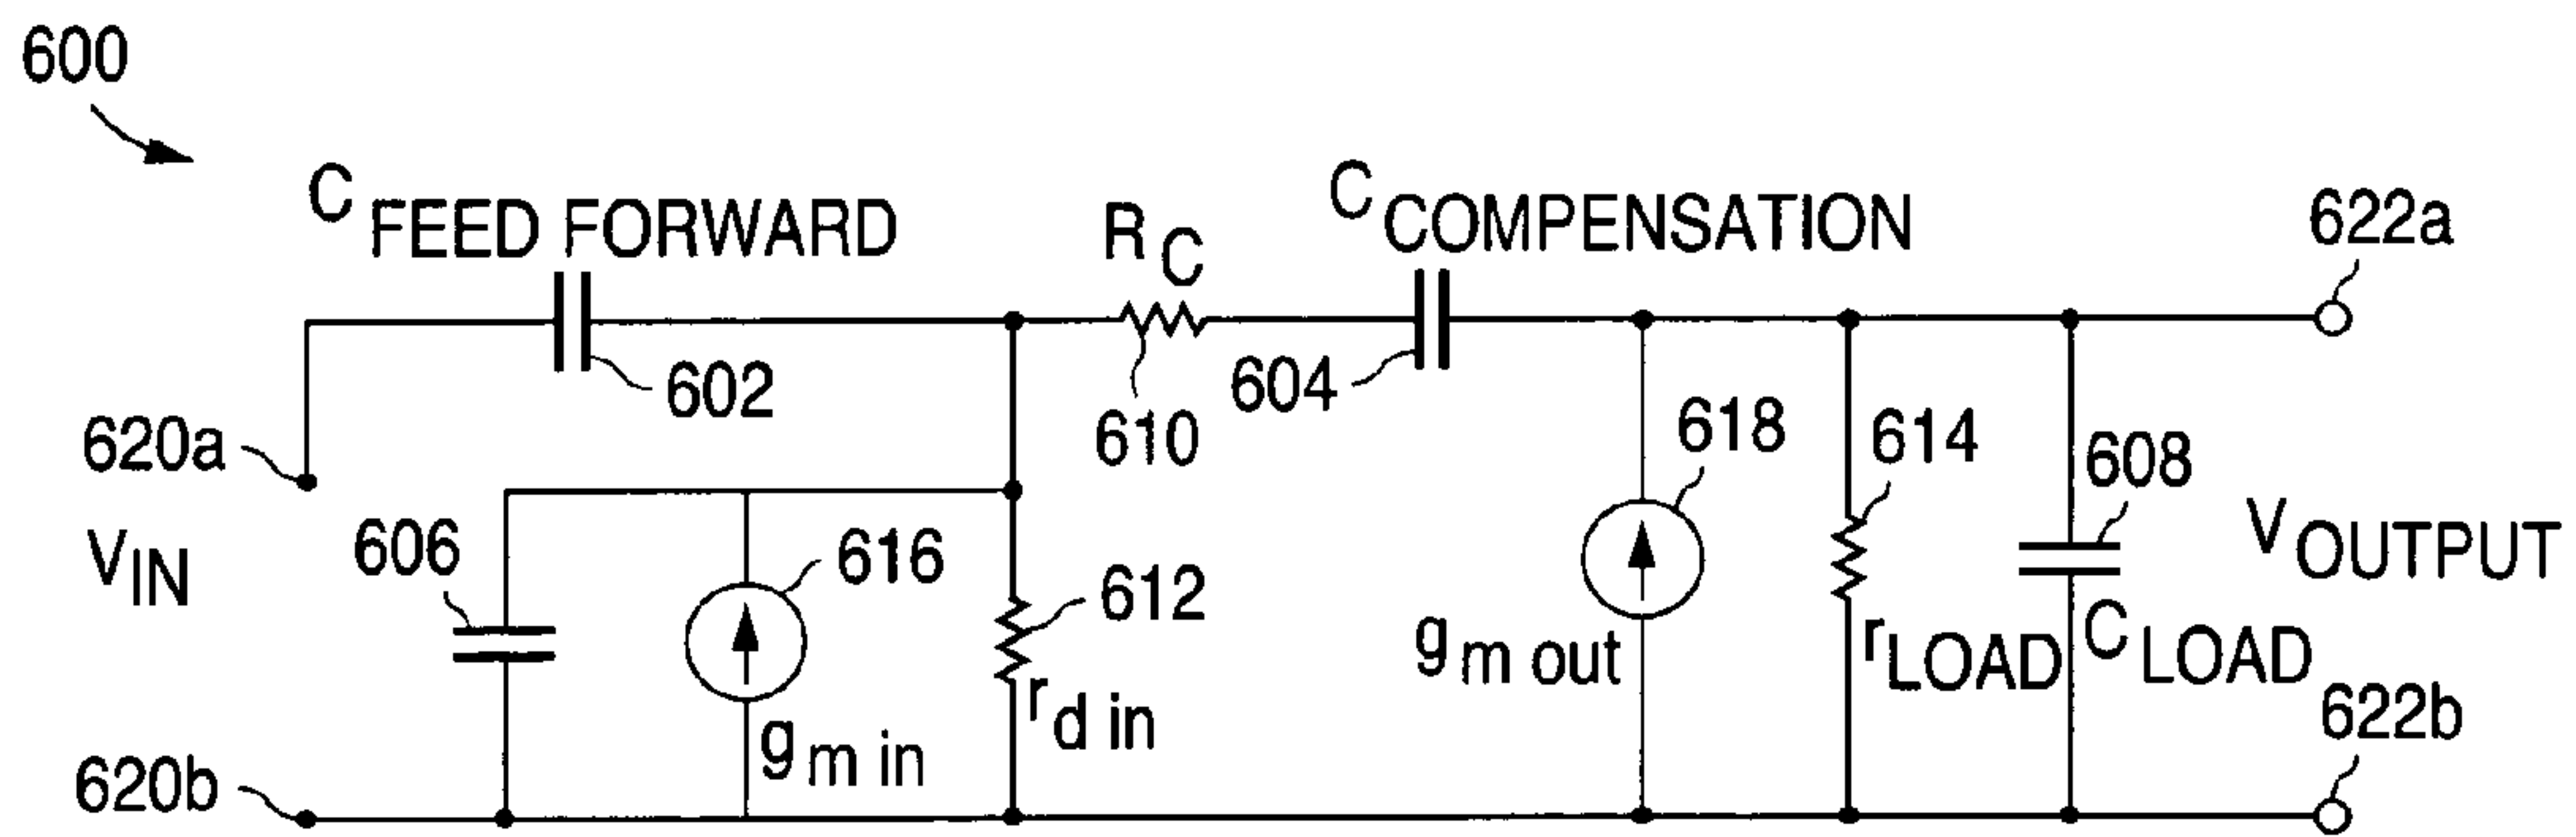 600
C FEED FORWARD
R C
C COMPENSATION
622a
602
604
610
620a
618
614
608
V IN
606
616
612
V OUTPUT
g m out
r LOAD
C LOAD
r d in
g m in
622b
620b